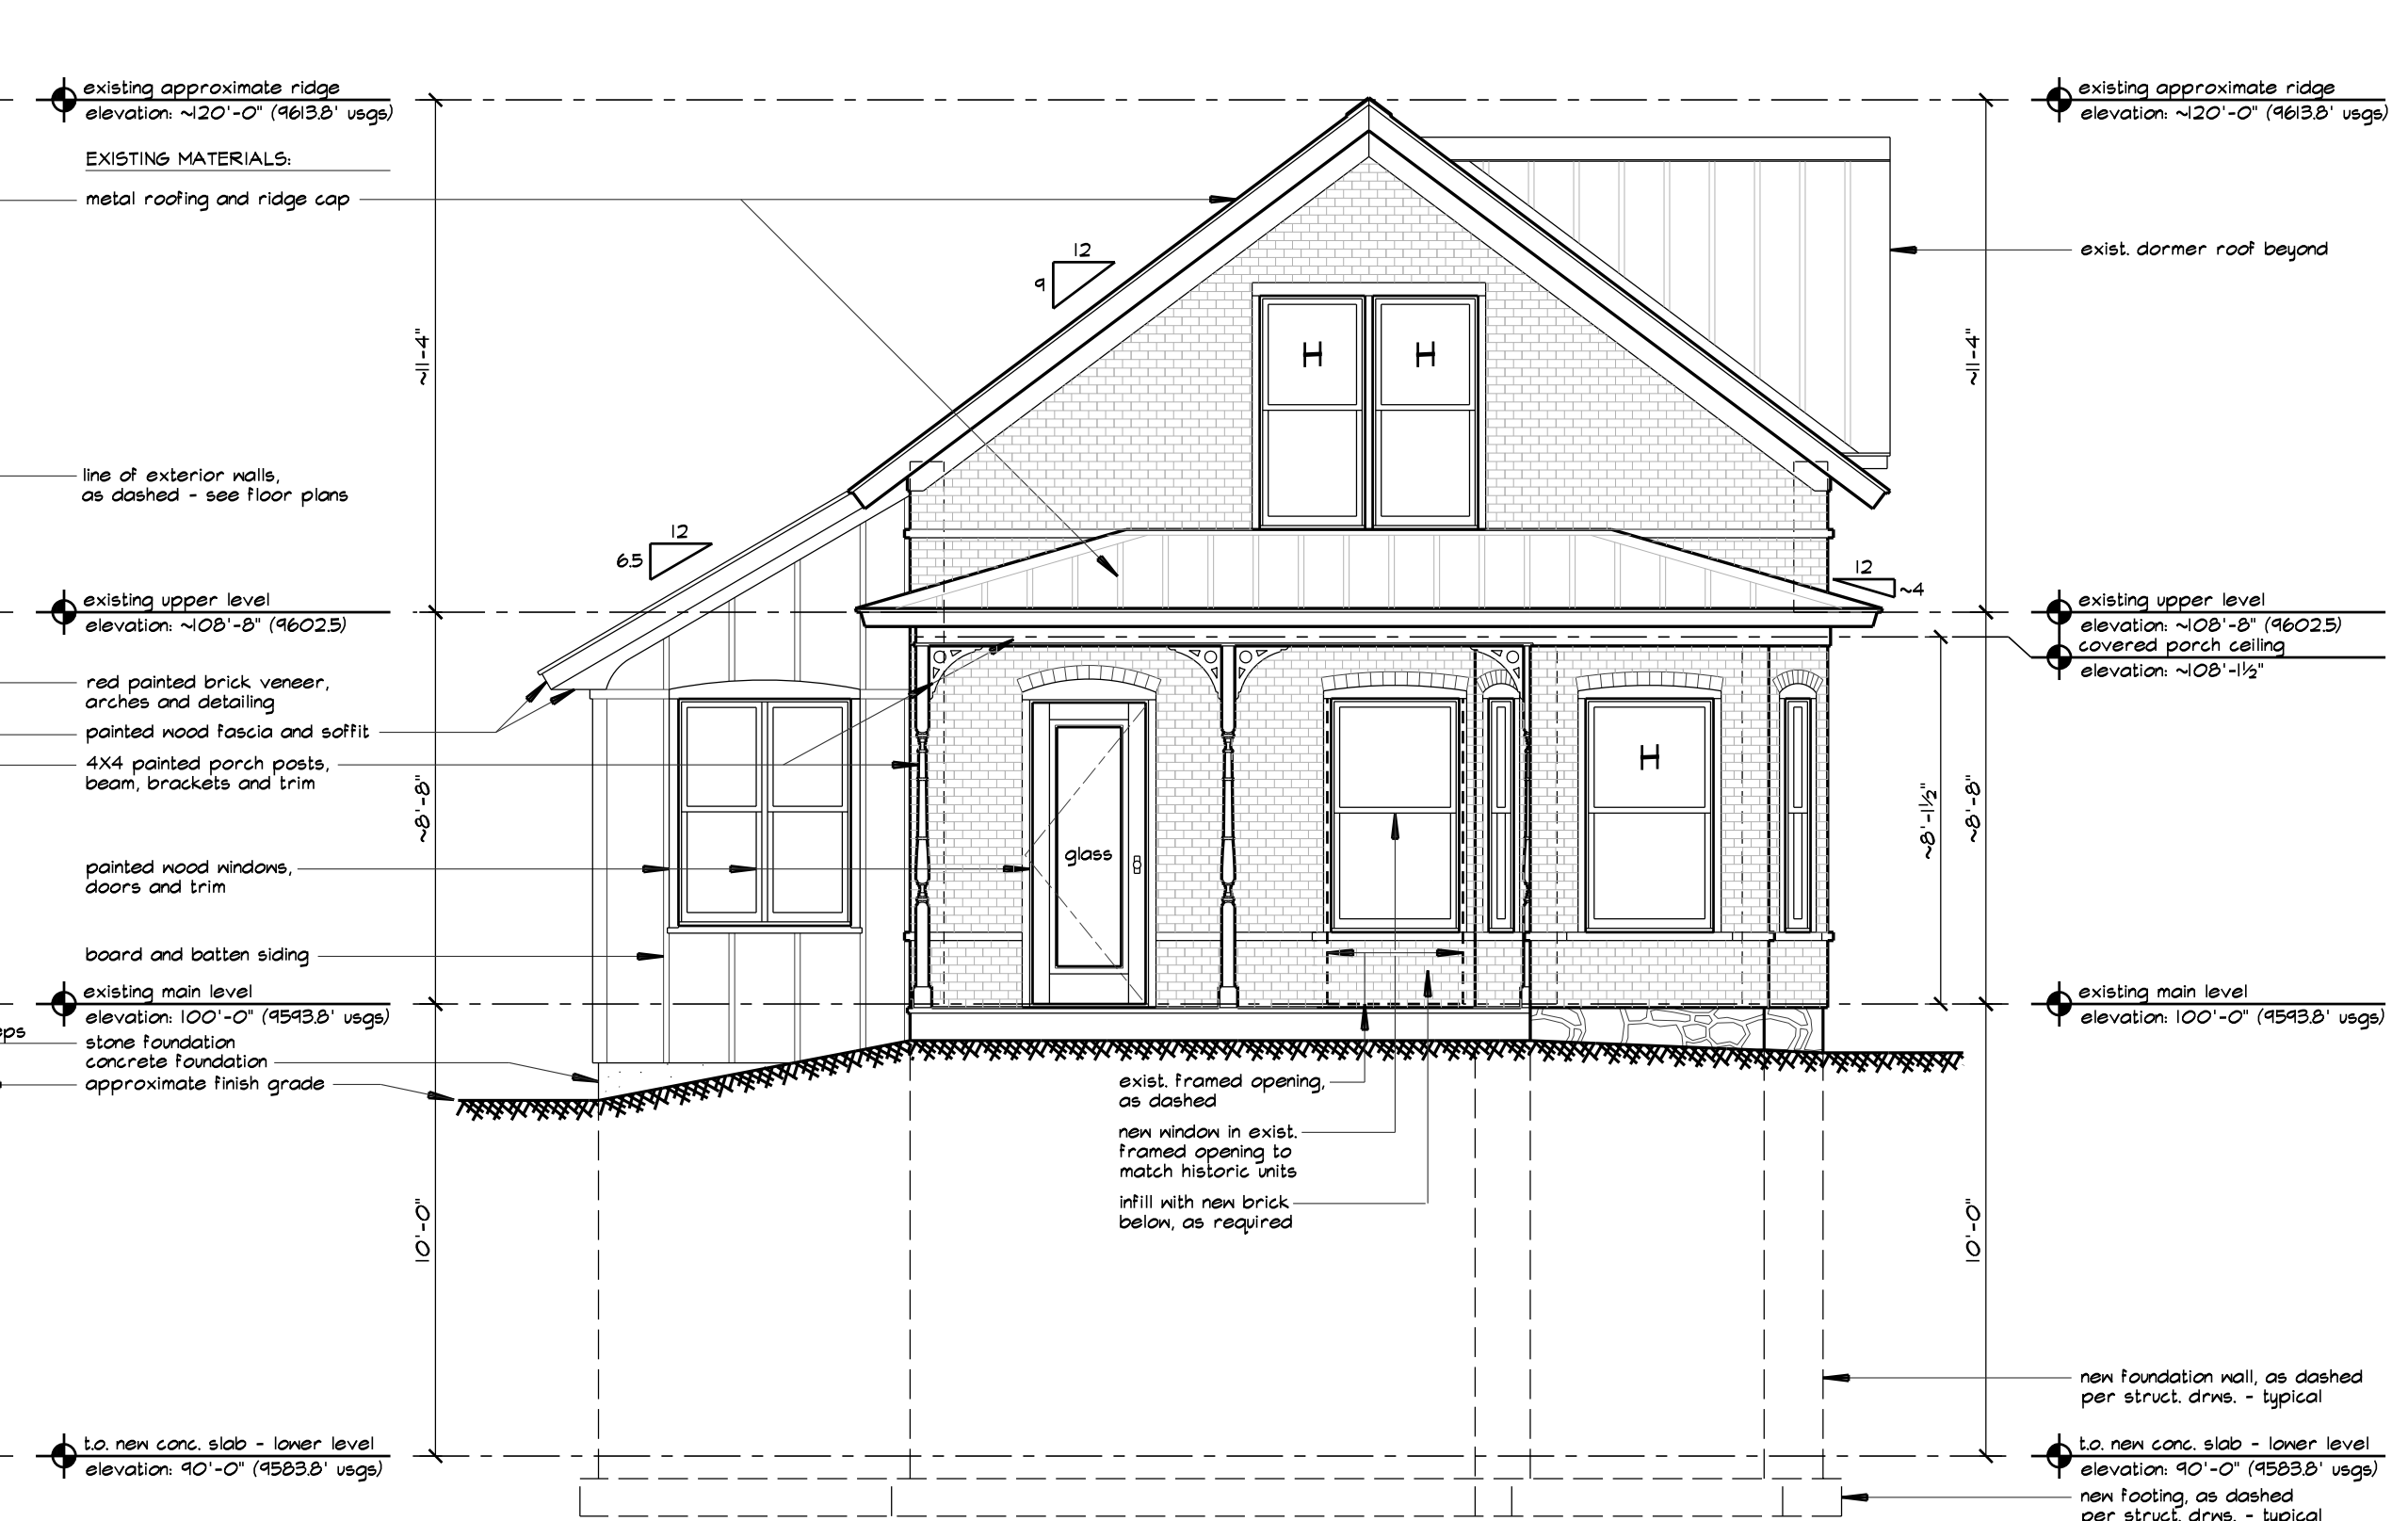 existing approximate ridge
elevation: ~120'-0" (9613.8' usgs)
EXISTING MATERIALS:
metal roofing and ridge cap
line of exterior walls,
as dashed - see floor plans
existing upper level
elevation: ~108'-8" (9602.5)
red painted brick veneer,
arches and detailing
painted wood fascia and soffit
4X4 painted porch posts,
beam, brackets and trim
painted wood windows,
doors and trim
board and batten siding
existing main level
elevation: 100'-0" (9593.8' usgs)
eps
stone foundation
concrete foundation
approximate finish grade
t.o. new conc. slab - lower level
elevation: 90'-0" (9583.8' usgs)
~11'-4"
~8'-8"
10'-0"
12
9
12
6.5
H
H
12
~4
glass
H
exist. framed opening,
as dashed
new window in exist.
framed opening to
match historic units
infill with new brick
below, as required
~11'-4"
~8'-1½"
~8'-8"
10'-0"
existing approximate ridge
elevation: ~120'-0" (9613.8' usgs)
exist. dormer roof beyond
existing upper level
elevation: ~108'-8" (9602.5)
covered porch ceiling
elevation: ~108'-1½"
existing main level
elevation: 100'-0" (9593.8' usgs)
new foundation wall, as dashed
per struct. drws. - typical
t.o. new conc. slab - lower level
elevation: 90'-0" (9583.8' usgs)
new footing, as dashed
per struct. drws. - typical